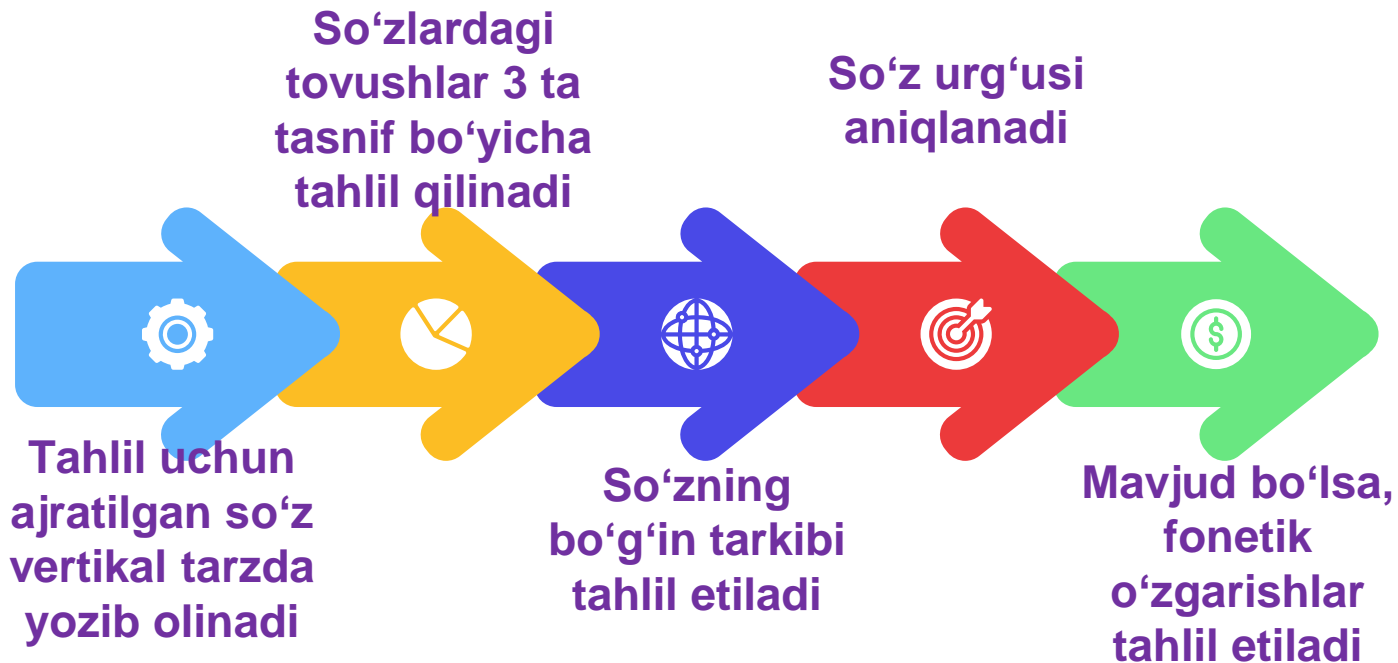 Tahlil uchun
ajratilgan so‘z
vertikal tarzda
yozib olinadi
So‘zlardagi
tovushlar 3 ta
tasnif bo‘yicha
tahlil qilinadi
So‘zning
bo‘g‘in tarkibi
tahlil etiladi
So‘z urg‘usi
aniqlanadi
Mavjud bo‘lsa,
fonetik
o‘zgarishlar
tahlil etiladi
$